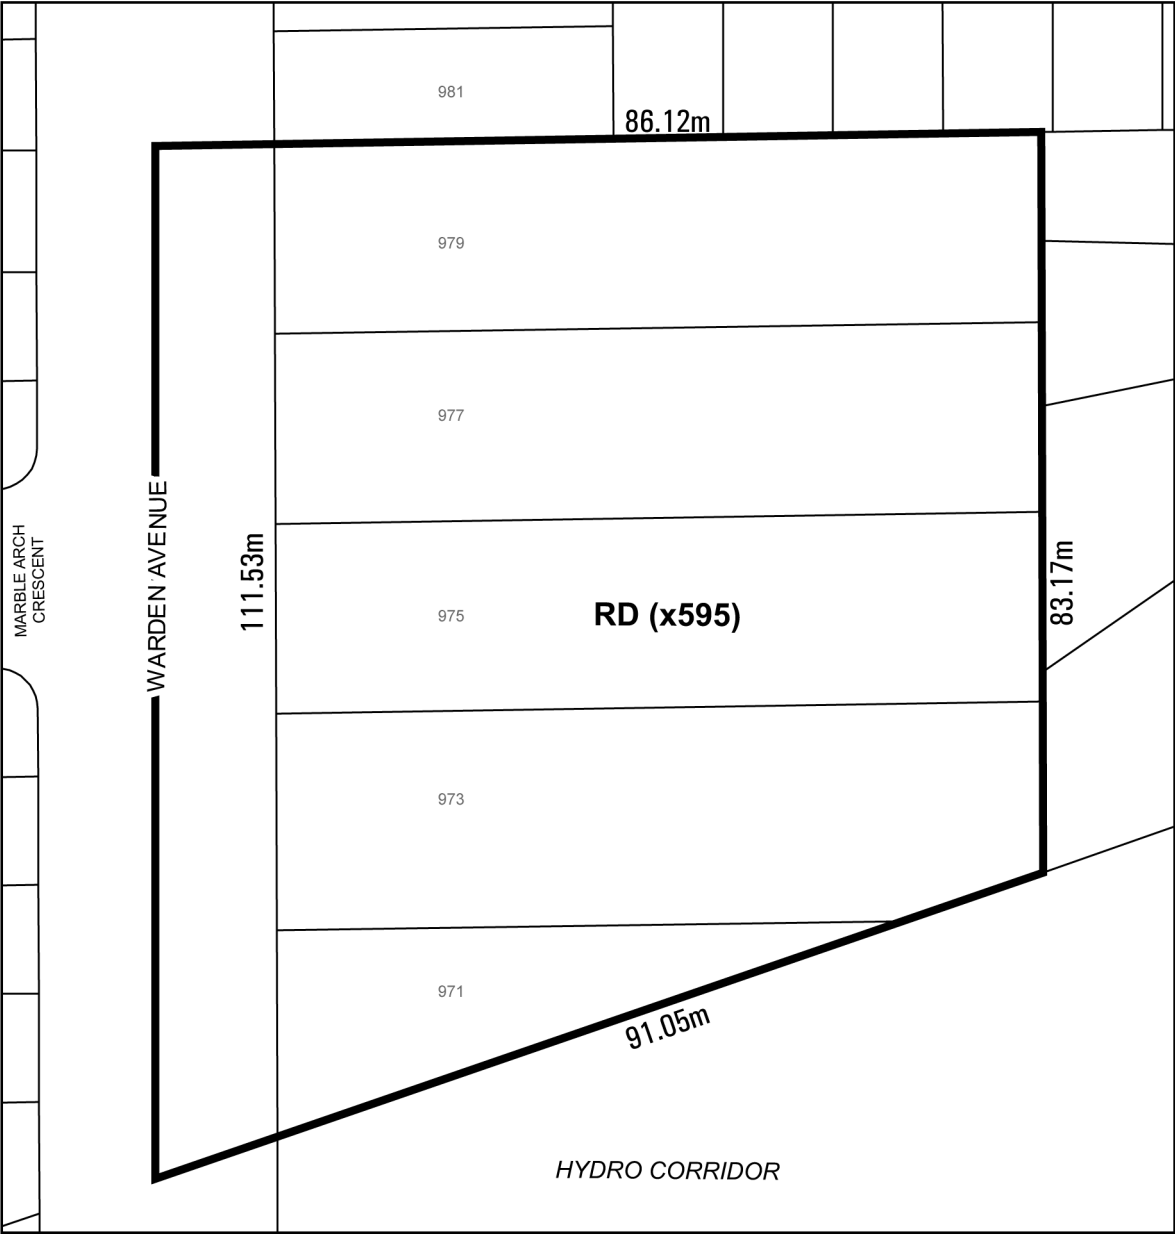 981
86.12m
979
977
WARDEN AVENUE
MARBLE ARCH
CRESCENT
111.53m
975
RD (x595)
83.17m
973
971
91.05m
HYDRO CORRIDOR